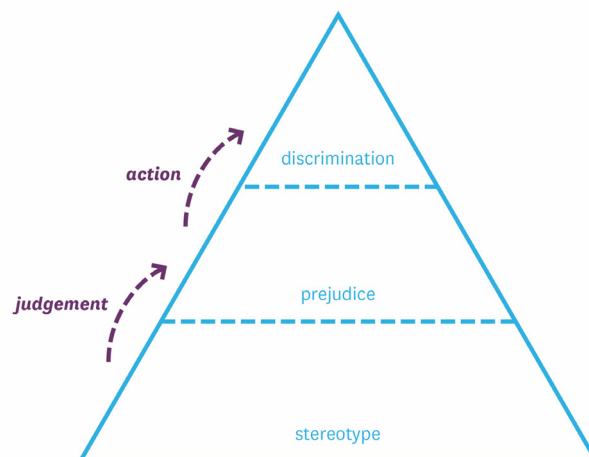 discrimination
action
prejudice
judgement
stereotype